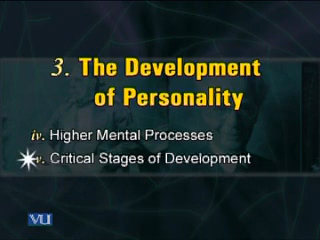 3. The Development
of Personality
iv. Higher Mental Processes
v. Critical Stages of Development
VU